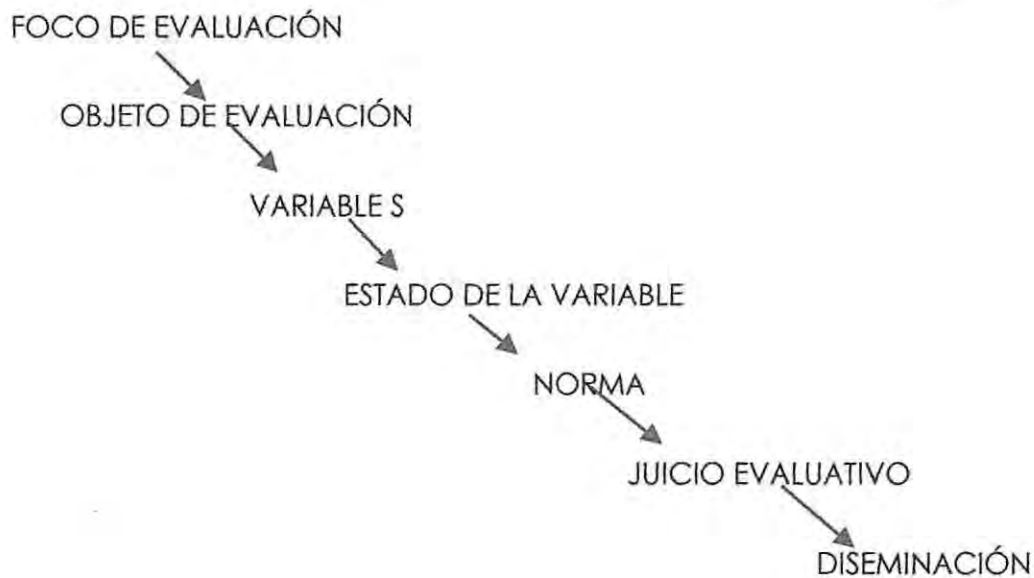 FOCO DE EVALUACIÓN
OBJETO DE EVALUACIÓN
VARIABLE S
ESTADO DE LA VARIABLE
NORMA
JUICIO EVALUATIVO
DISEMINACIÓN